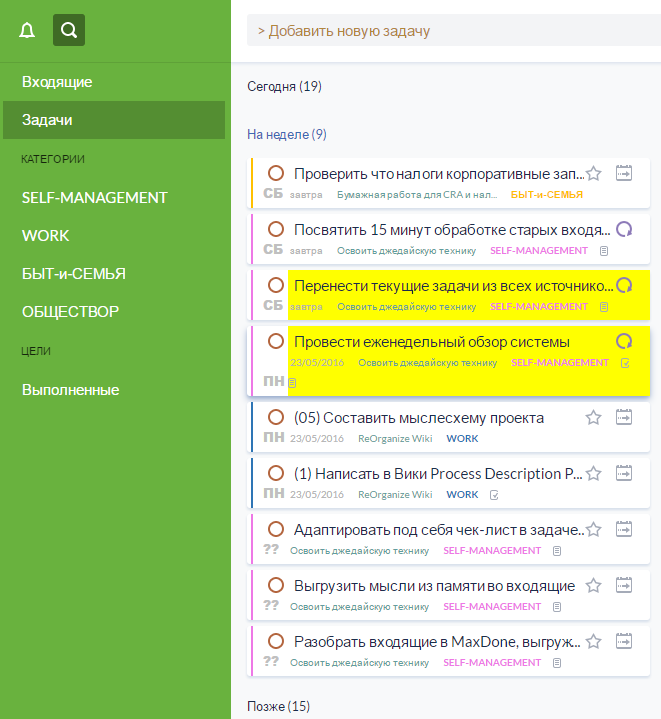 Входящие
Задачи
КАТЕГОРИИ
SELF-MANAGEMENT
WORK
БЫТ-и-СЕМЬЯ
ОБЩЕСТВОР
ЦЕЛИ
Выполненные
> Добавить новую задачу
Сегодня (19)
На неделе (9)
Проверить что налоги корпоративные зап...
СБ завтра Бумажная работа для CRA и нал... БЫТ-и-СЕМЬЯ
Посвятить 15 минут обработке старых входя...
СБ завтра Освоить джедайскую технику SELF-MANAGEMENT
Перенести текущие задачи из всех источнико...
СБ завтра Освоить джедайскую технику SELF-MANAGEMENT
Провести еженедельный обзор системы
23/05/2016 Освоить джедайскую технику SELF-MANAGEMENT
ПН
(05) Составить мыслесхему проекта
ПН 23/05/2016 ReOrganize Wiki WORK
(1) Написать в Вики Process Description P...
ПН 23/05/2016 ReOrganize Wiki WORK
Адаптировать под себя чек-лист в задаче...
?? Освоить джедайскую технику SELF-MANAGEMENT
Выгрузить мысли из памяти во входящие
?? Освоить джедайскую технику SELF-MANAGEMENT
Разобрать входящие в MaxDone, выгруж...
?? Освоить джедайскую технику SELF-MANAGEMENT
Позже (15)